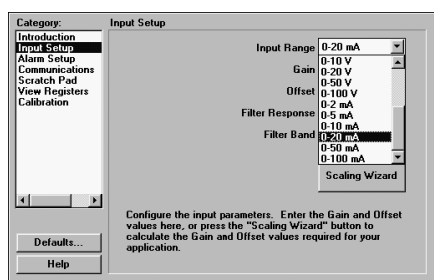 Category:
Introduction
Input Setup
Alarm Setup
Communications
Scratch Pad
View Registers
Calibration
Defaults...
Help
Input Setup
Input Range 0-20 mA
Gain
Offset
Filter Response
Filter Band
0-10 V
0-20 V
0-50 V
0-100 V
0-2 mA
0-5 mA
0-10 mA
0-20 mA
0-50 mA
0-100 mA
Scaling Wizard
Configure the input parameters. Enter the Gain and Offset
values here, or press the "Scaling Wizard" button to
calculate the Gain and Offset values required for your
application.